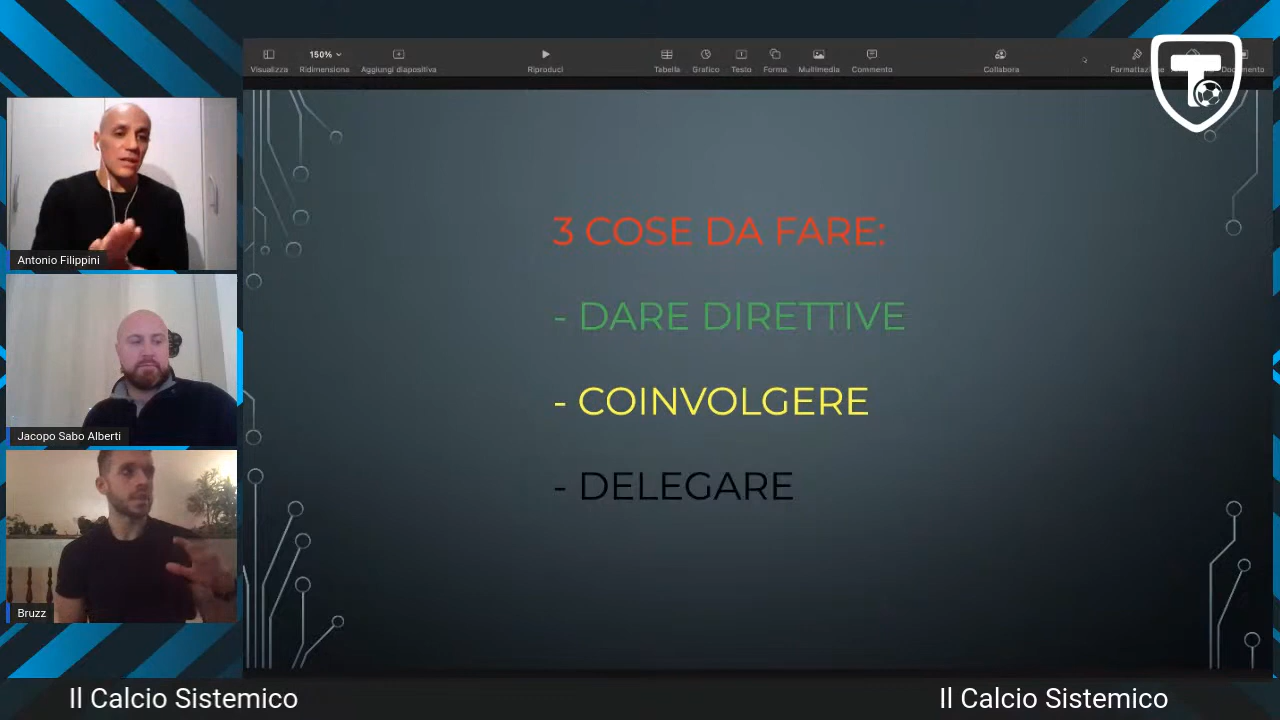 Visualizza
150%
Ridimensiona
Aggiungi diapositiva
Riproduci
Tabella
Grafico
Testo
Forma
Multimedia
Commento
Collabora
T
Antonio Filippini
Jacopo Sabo Alberti
Bruzz
3 COSE DA FARE:
- DARE DIRETTIVE
- COINVOLGERE
- DELEGARE
Il Calcio Sistemico
Il Calcio Sistemico